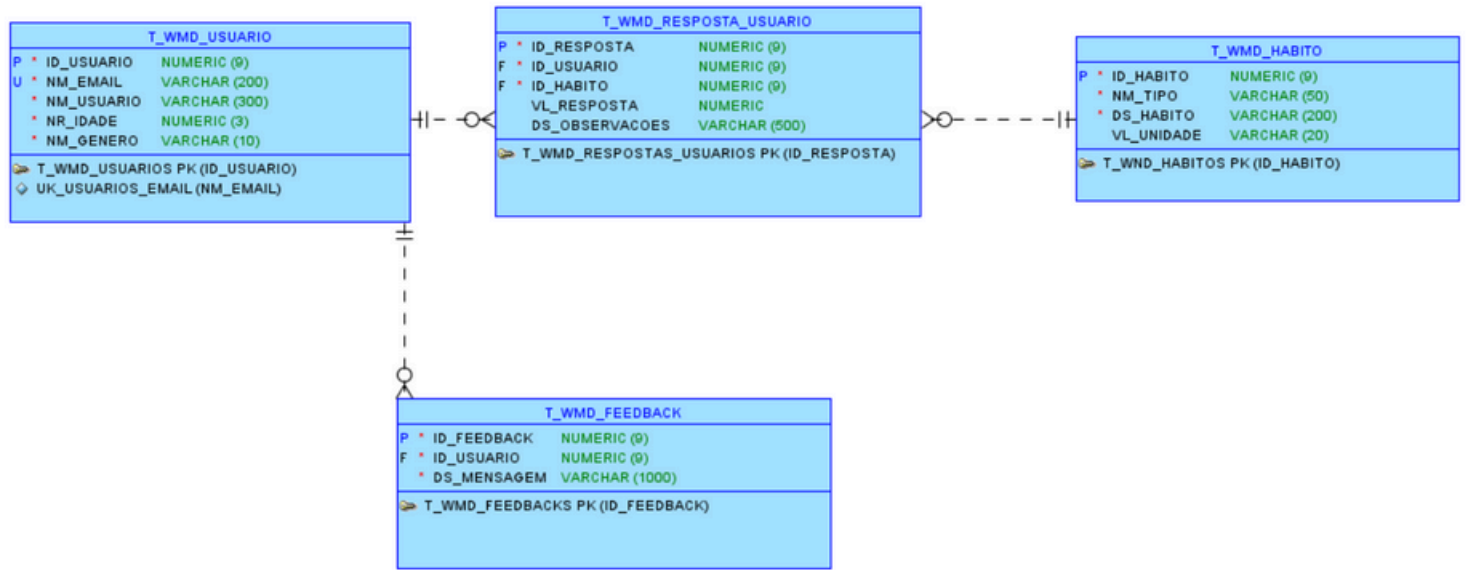 T_WMD_USUARIO
P * ID_USUARIO NUMERIC (9)
U * NM_EMAIL VARCHAR (200)
* NM_USUARIO VARCHAR (300)
* NR_IDADE NUMERIC (3)
* NM_GENERO VARCHAR (10)
T_WMD_USUARIOS PK (ID_USUARIO)
UK_USUARIOS_EMAIL (NM_EMAIL)
T_WMD_RESPOSTA_USUARIO
P * ID_RESPOSTA NUMERIC (9)
F * ID_USUARIO NUMERIC (9)
F * ID_HABITO NUMERIC (9)
VL_RESPOSTA NUMERIC
DS_OBSERVACOES VARCHAR (500)
T_WMD_RESPOSTAS_USUARIOS PK (ID_RESPOSTA)
T_WMD_HABITO
P * ID_HABITO NUMERIC (9)
* NM_TIPO VARCHAR (50)
* DS_HABITO VARCHAR (200)
VL_UNIDADE VARCHAR (20)
T_WND_HABITOS PK (ID_HABITO)
T_WMD_FEEDBACK
P * ID_FEEDBACK NUMERIC (9)
F * ID_USUARIO NUMERIC (9)
* DS_MENSAGEM VARCHAR (1000)
T_WMD_FEEDBACKS PK (ID_FEEDBACK)